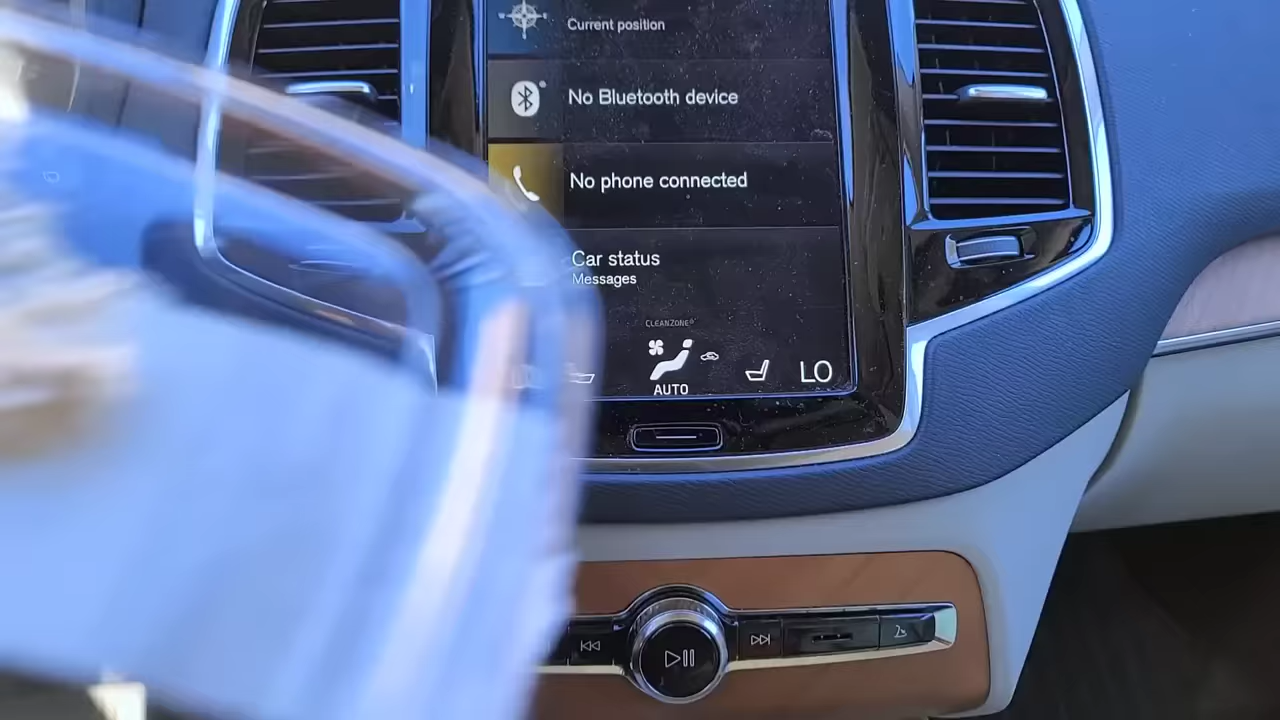 Current position
No Bluetooth device
No phone connected
Car status
Messages
CLEANZONE
AUTO
LO